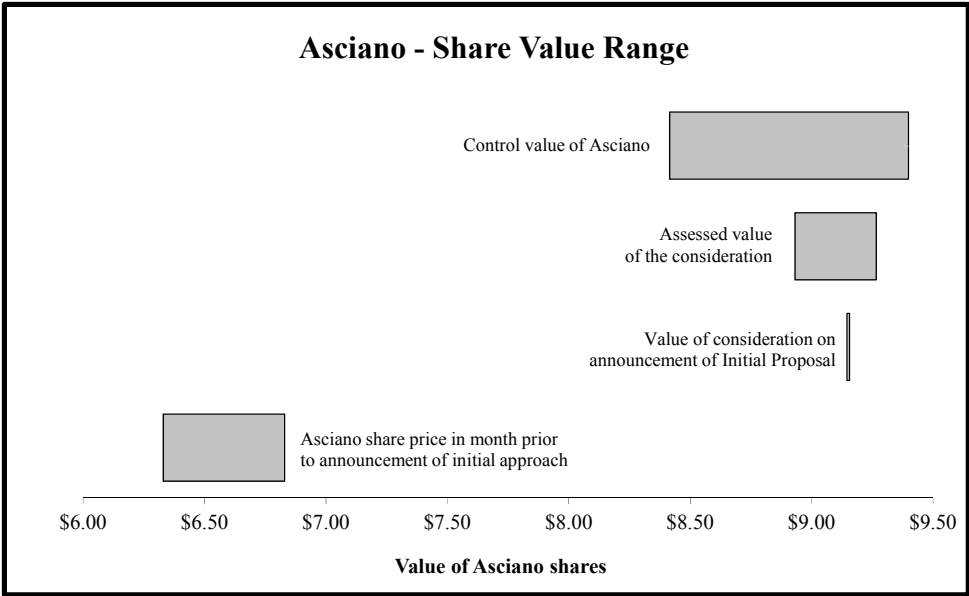 Asciano - Share Value Range
Control value of Asciano
Assessed value
of the consideration
Value of consideration on
announcement of Initial Proposal
Asciano share price in month prior
to announcement of initial approach
$6.00 $6.50 $7.00 $7.50 $8.00 $8.50 $9.00 $9.50
Value of Asciano shares